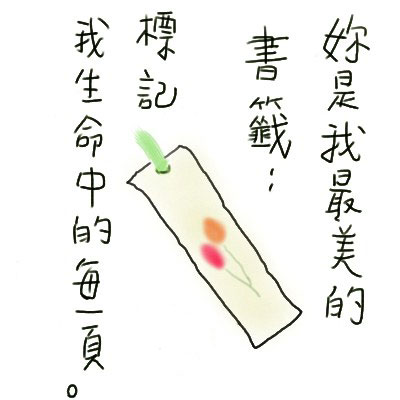 妳是我最美的
書籤：
標記
我生命中的每一頁。